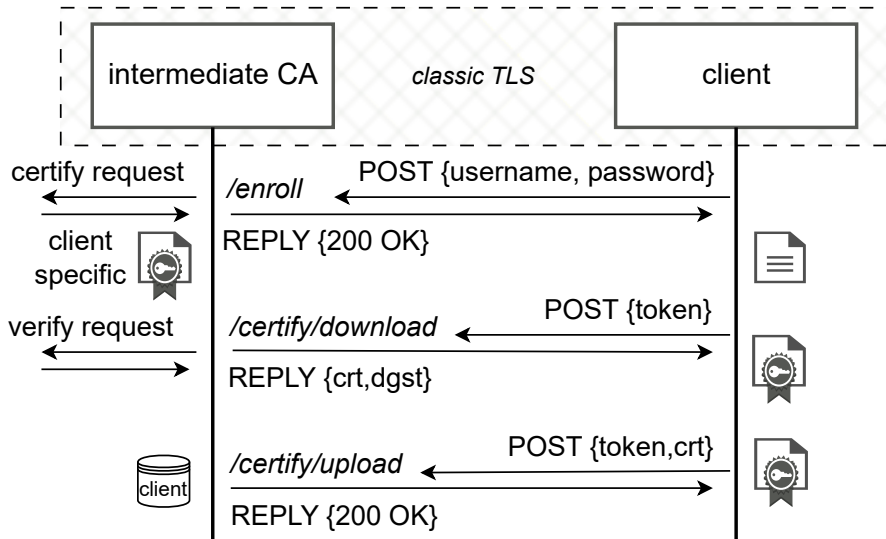 intermediate CA
classic TLS
client
certify request
/enroll
POST {username, password}
REPLY {200 OK}
client
specific
verify request
/certify/download
POST {token}
REPLY {crt,dgst}
/certify/upload
POST {token,crt}
client
REPLY {200 OK}